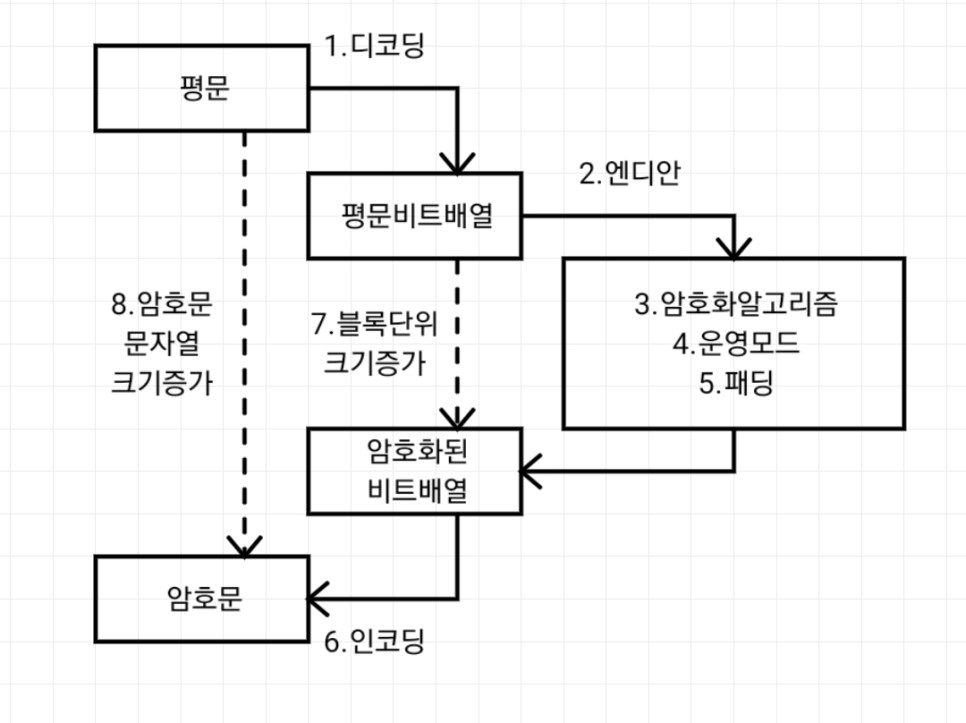 1.디코딩
평문
2.엔디안
평문비트배열
3.암호화알고리즘
4.운영모드
5.패딩
8.암호문
문자열
크기증가
7.블록단위
크기증가
암호화된
비트배열
암호문
6.인코딩